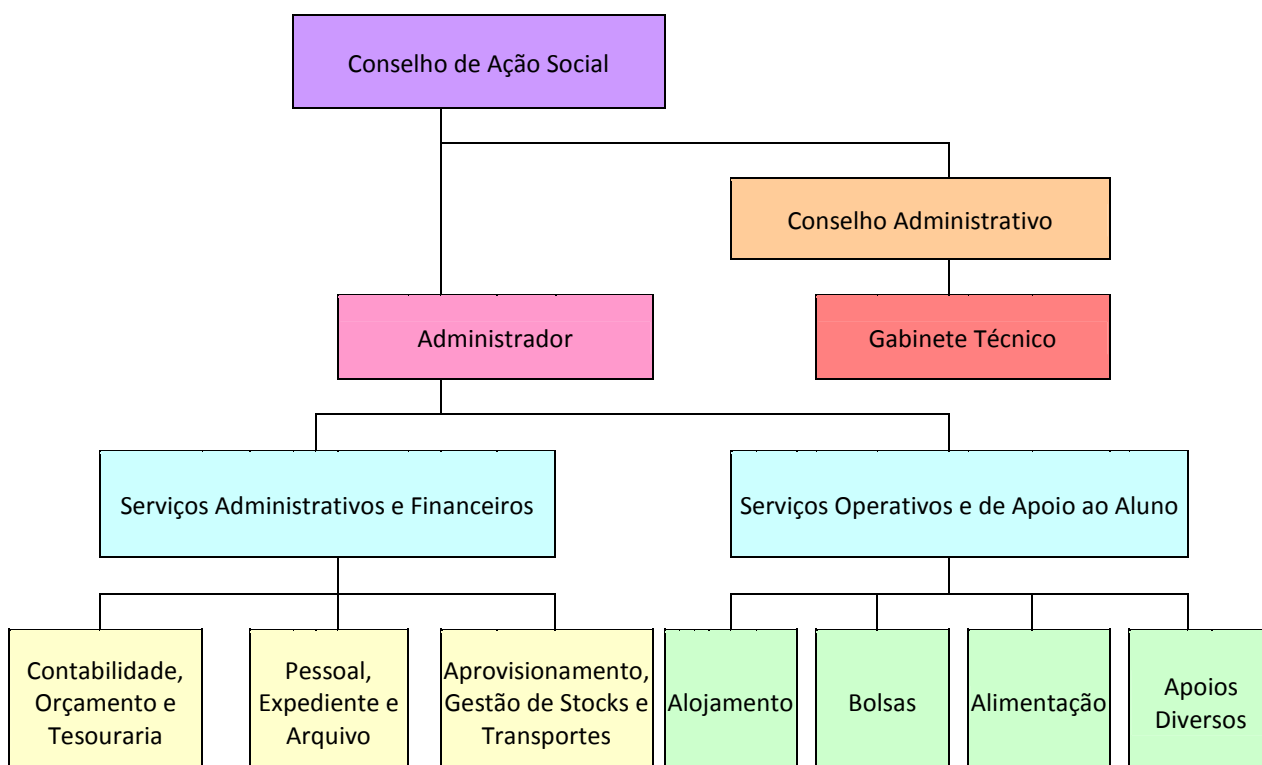 Conselho de Ação Social
Conselho Administrativo
Administrador
Gabinete Técnico
Serviços Administrativos e Financeiros
Serviços Operativos e de Apoio ao Aluno
Contabilidade,
Orçamento e
Tesouraria
Pessoal,
Expediente e
Arquivo
Aprovisionamento,
Gestão de Stocks e
Transportes
Alojamento
Bolsas
Alimentação
Apoios
Diversos